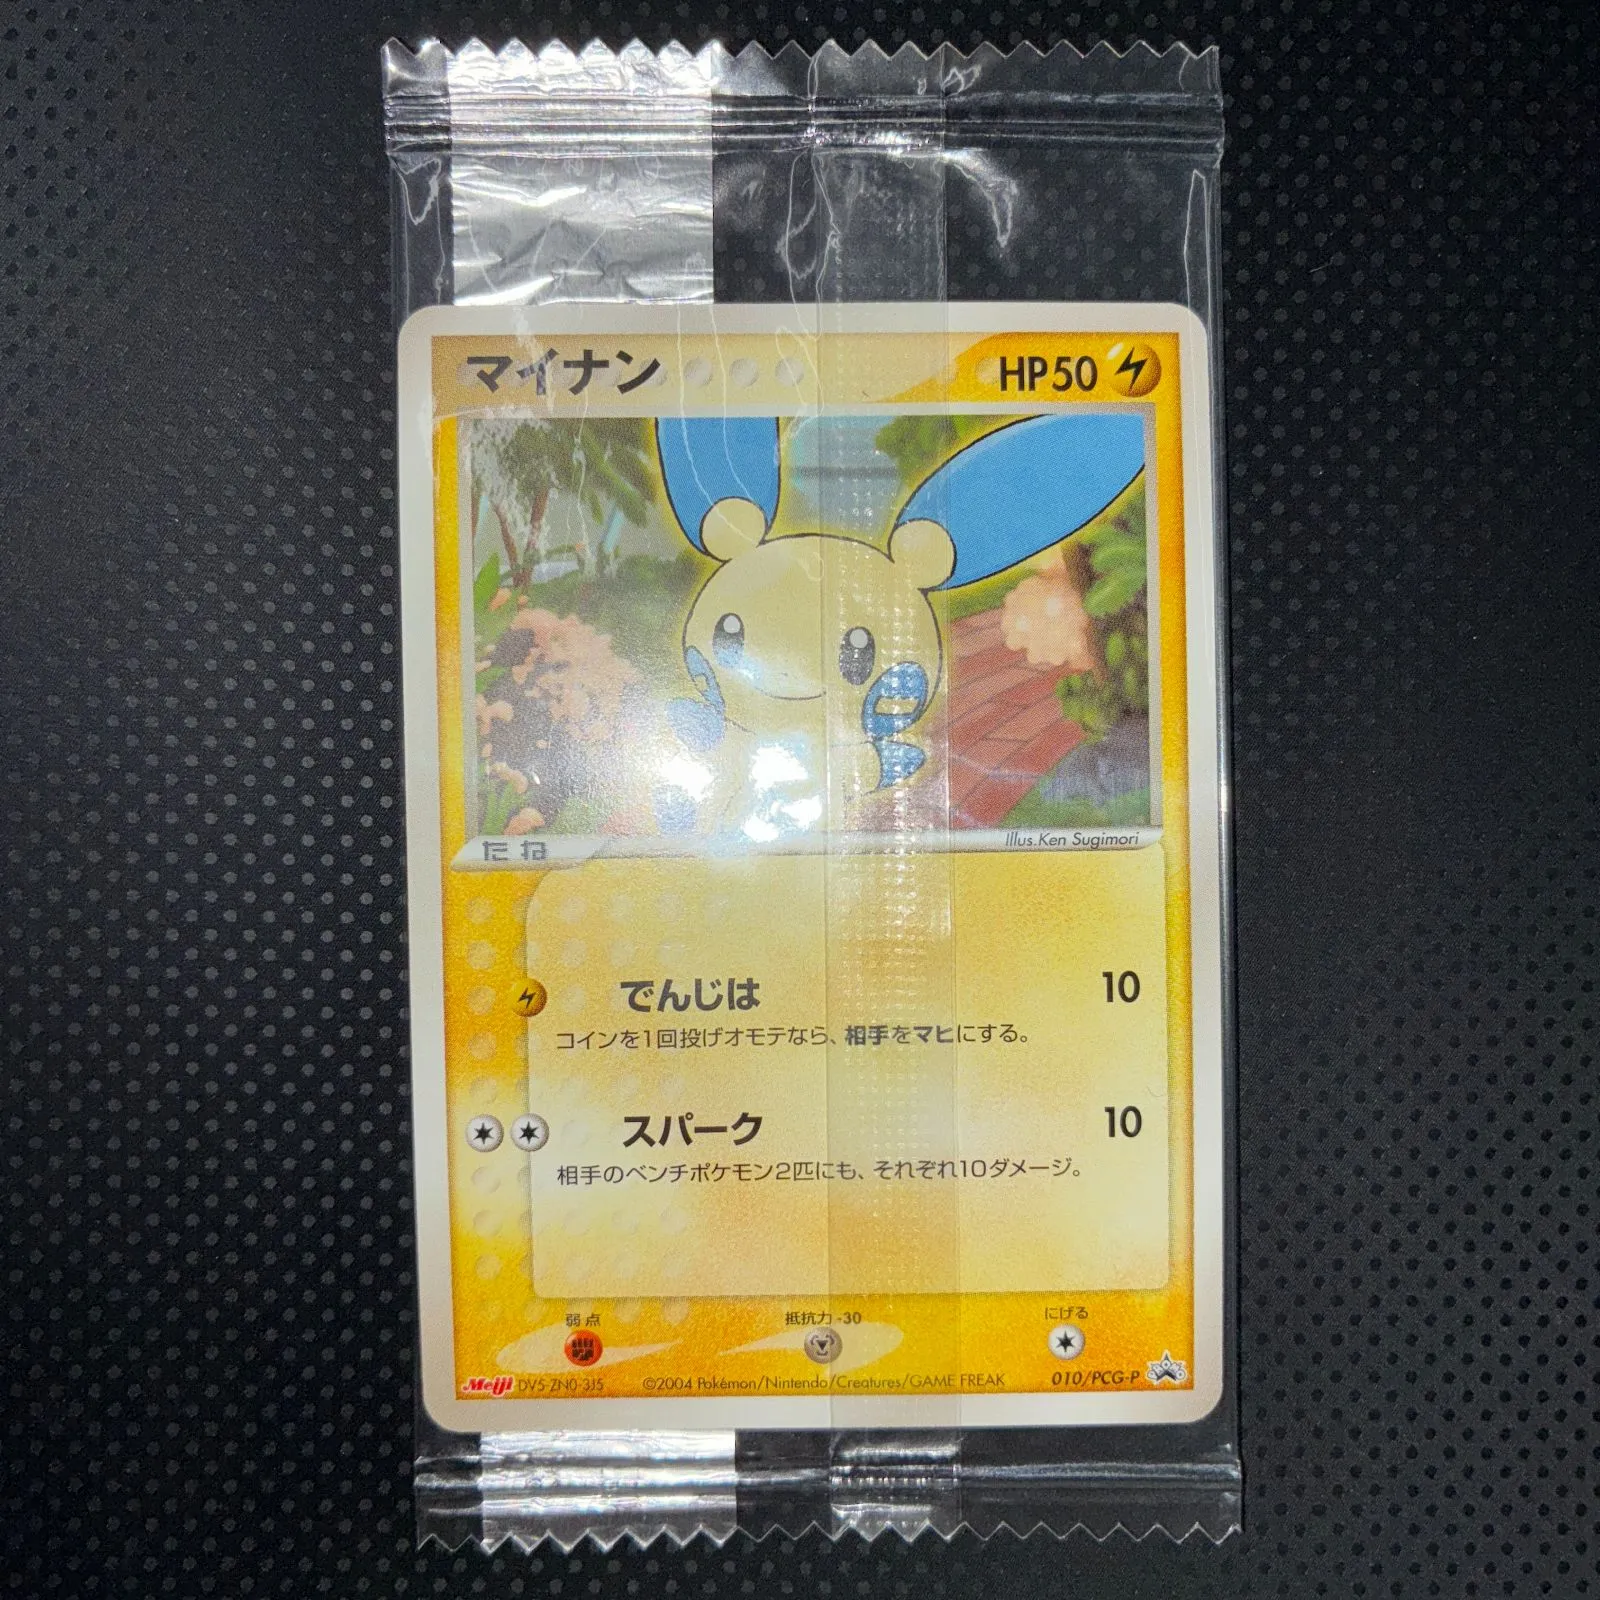 マイナン HP50
Illus.Ken Sugimori
たね
でんじは 10
コインを1回投げオモテなら、相手をマヒにする。
スパーク 10
相手のベンチポケモン2匹にも、それぞれ10ダメージ。
弱点 抵抗力 -30 にげる
Meiji DV5-ZN0-3J5 ©2004 Pokémon/Nintendo/Creatures/GAME FREAK 010/PCG-P